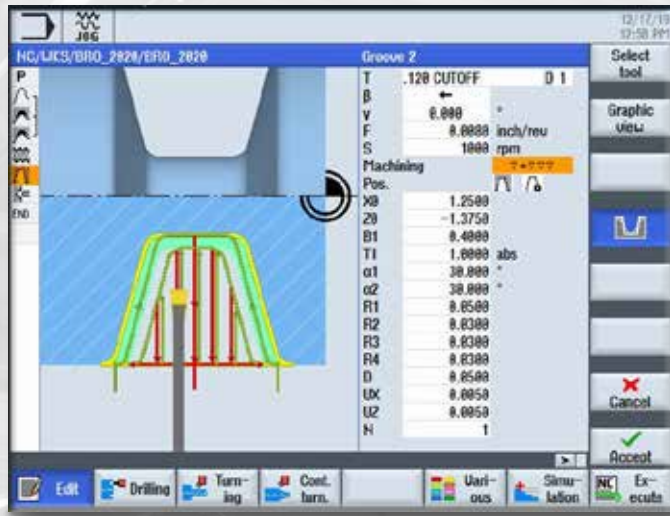 JOG
12/17/19
12:58 PM
NC/WKS/BRO_2020/BRO_2020
Groove 2
Select tool
P
T .120 CUTOFF D 1
β ←
γ 0.000 °
F 0.0080 inch/rev
S 1000 rpm
Graphic view
Machining ▽+▽▽▽
Pos.
X0 1.2500
Z0 -1.3750
B1 0.4000
T1 1.0000 abs
α1 30.000 °
α2 30.000 °
R1 0.0500
R2 0.0300
R3 0.0300
R4 0.0300
D 0.0500
UX 0.0050
UZ 0.0050
N 1
END
Cancel
Accept
Edit
Drilling
Turn-
ing
Cont.
turn.
Vari-
ous
Simu-
lation
NC
Ex-
ecute